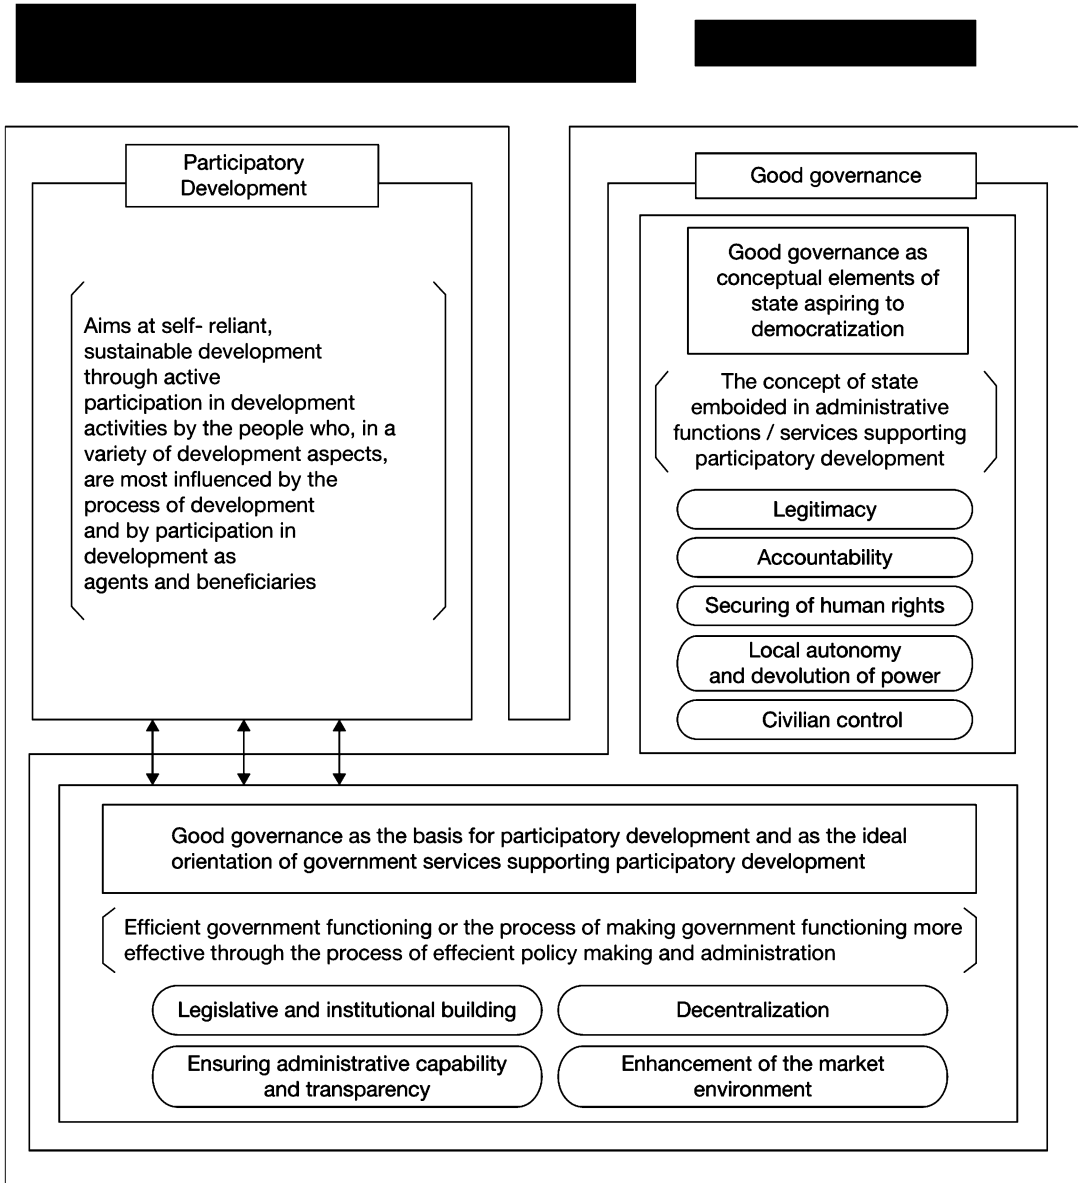 Participatory
Development
Aims at self- reliant,
sustainable development
through active
participation in development
activities by the people who, in a
variety of development aspects,
are most influenced by the
process of development
and by participation in
development as
agents and beneficiaries
Good governance
Good governance as
conceptual elements of
state aspiring to
democratization
The concept of state
emboided in administrative
functions / services supporting
participatory development
Legitimacy
Accountability
Securing of human rights
Local autonomy
and devolution of power
Civilian control
Good governance as the basis for participatory development and as the ideal
orientation of government services supporting participatory development
Efficient government functioning or the process of making government functioning more
effective through the process of effecient policy making and administration
Legislative and institutional building
Decentralization
Ensuring administrative capability
and transparency
Enhancement of the market
environment